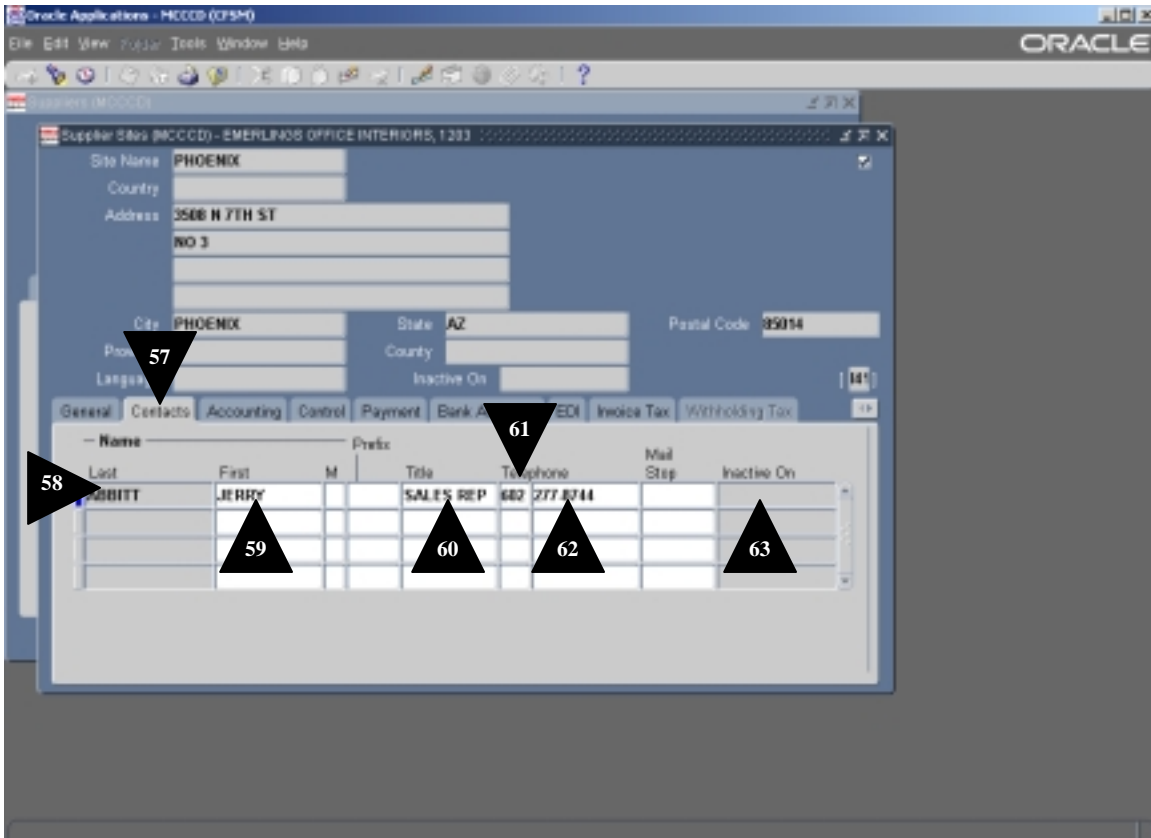 Oracle Applications - MCCCD (CFSM)
File Edit View Folder Tools Window Help
ORACLE
Suppliers (MCCCD)
Supplier Sites (MCCCD) - EMERLINGS OFFICE INTERIORS, 1203
Site Name PHOENIX
Country
Address 3508 N 7TH ST
NO 3
City PHOENIX State AZ Postal Code 85014
County
57
Inactive On
General Contacts Accounting Control Payment EDI Invoice Tax Withholding Tax
61
Name Prefix
Mail
Last First M Title Telephone Stop Inactive On
58
ABBITT JERRY SALES REP 602 277.8744
59 60 62 63